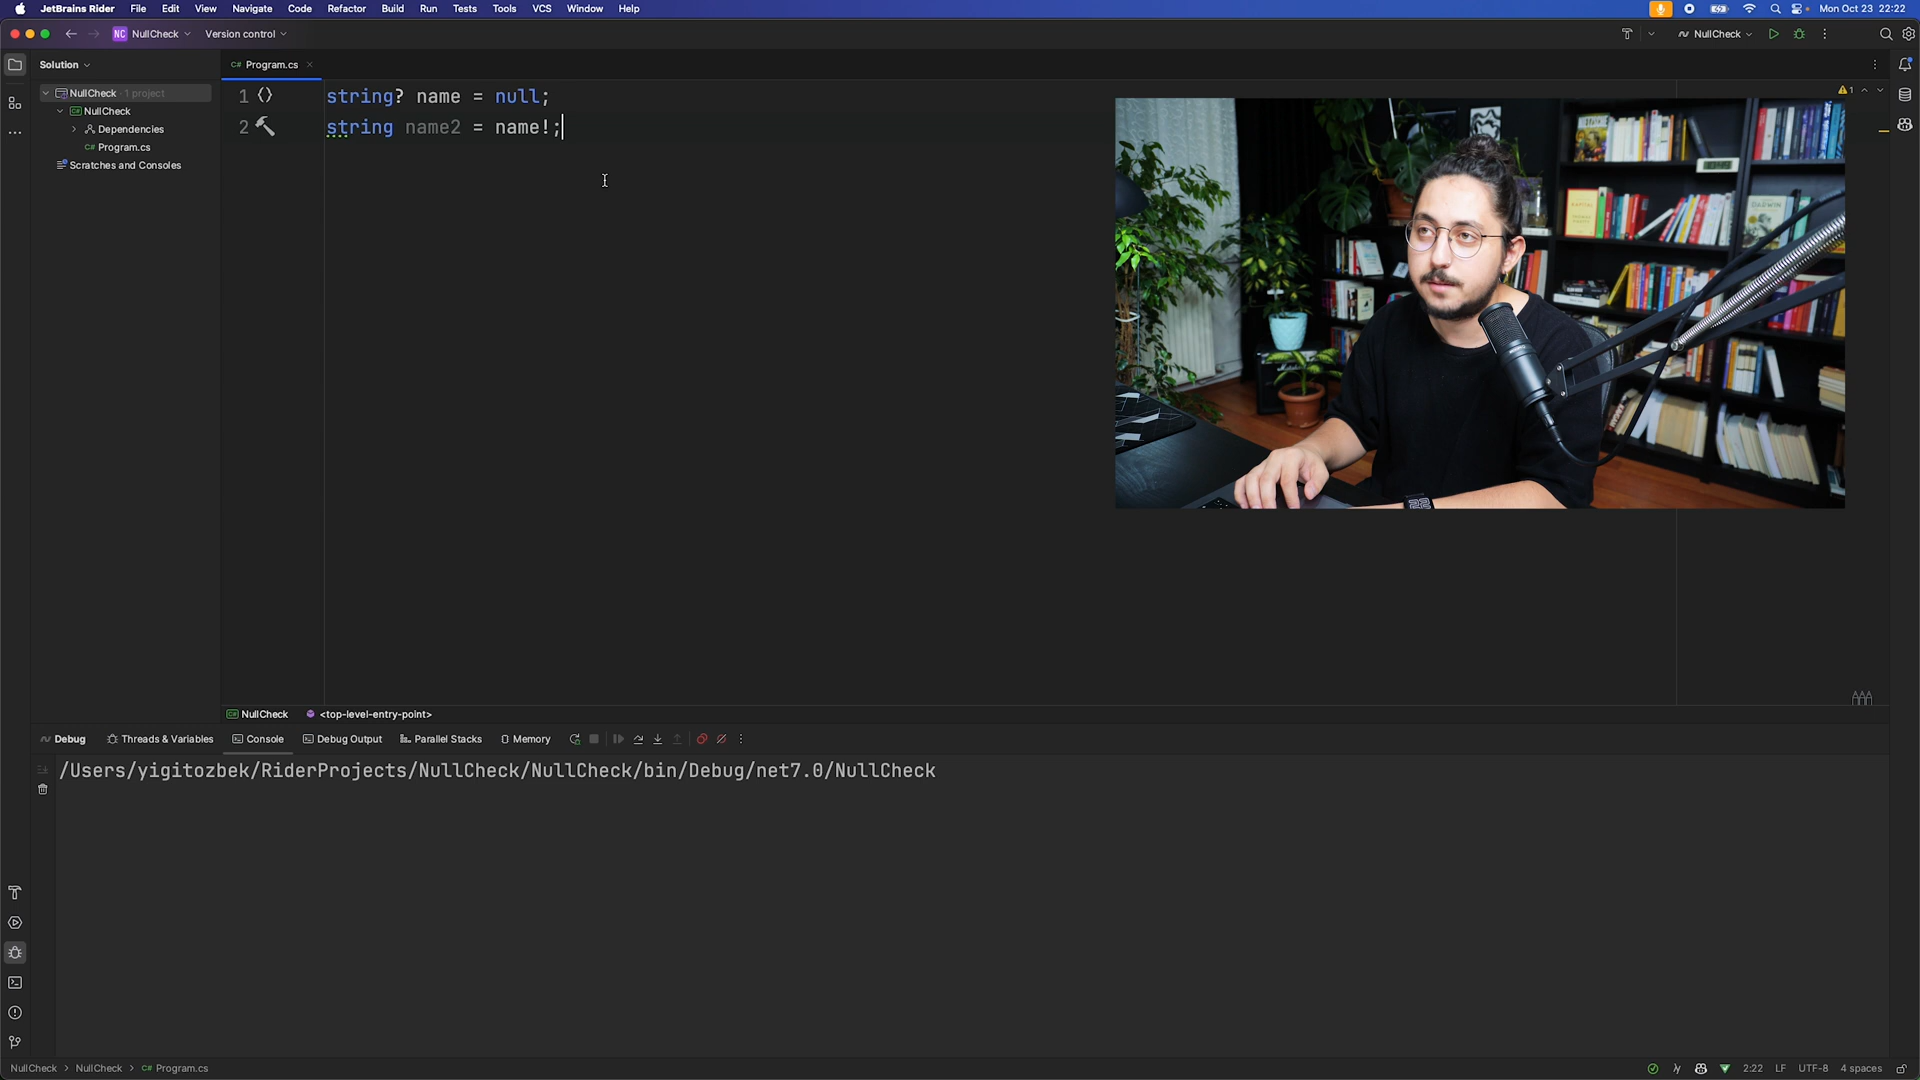 JetBrains Rider File Edit View Navigate Code Refactor Build Run Tests Tools VCS Window Help Mon Oct 23 22:22
NC NullCheck Version control NullCheck
Solution
C# Program.cs
NullCheck · 1 project
NullCheck
Dependencies
C# Program.cs
Scratches and Consoles
1 string? name = null;
2 string name2 = name!;
1
CAPITAL
DARWIN
NullCheck <top-level-entry-point>
Debug Threads & Variables Console Debug Output Parallel Stacks Memory
/Users/yigitozbek/RiderProjects/NullCheck/NullCheck/bin/Debug/net7.0/NullCheck
NullCheck > NullCheck > C# Program.cs 2:22 LF UTF-8 4 spaces